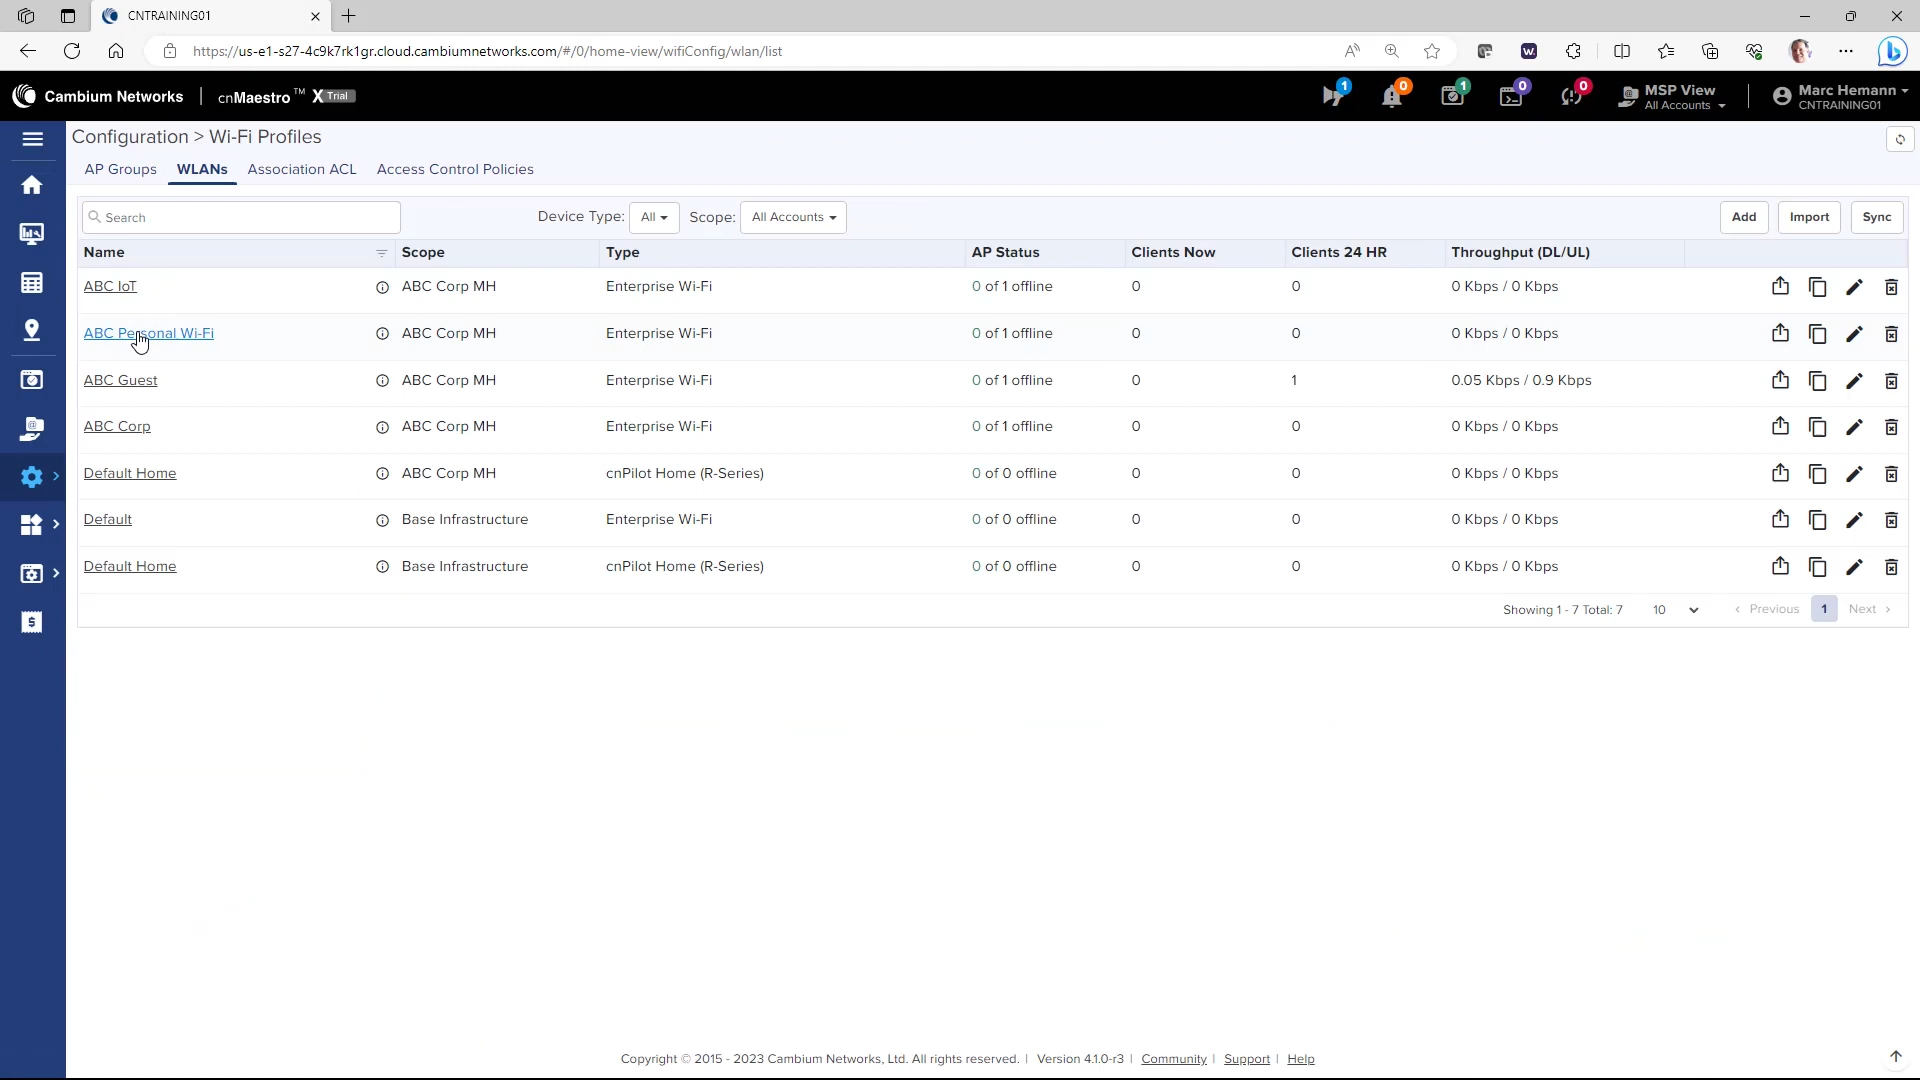 CNTRAINING01
https://us-e1-s27-4c9k7rk1gr.cloud.cambiumnetworks.com/#/0/home-view/wifiConfig/wlan/list
Cambium Networks | cnMaestro™ X Trial 1 0 1 0 0 MSP View All Accounts Marc Hemann CNTRAINING01
Configuration > Wi-Fi Profiles
AP Groups WLANs Association ACL Access Control Policies
Search Device Type: All Scope: All Accounts Add Import Sync
Name Scope Type AP Status Clients Now Clients 24 HR Throughput (DL/UL)
ABC IoT ABC Corp MH Enterprise Wi-Fi 0 of 1 offline 0 0 0 Kbps / 0 Kbps
ABC Personal Wi-Fi ABC Corp MH Enterprise Wi-Fi 0 of 1 offline 0 0 0 Kbps / 0 Kbps
ABC Guest ABC Corp MH Enterprise Wi-Fi 0 of 1 offline 0 1 0.05 Kbps / 0.9 Kbps
ABC Corp ABC Corp MH Enterprise Wi-Fi 0 of 1 offline 0 0 0 Kbps / 0 Kbps
Default Home ABC Corp MH cnPilot Home (R-Series) 0 of 0 offline 0 0 0 Kbps / 0 Kbps
Default Base Infrastructure Enterprise Wi-Fi 0 of 0 offline 0 0 0 Kbps / 0 Kbps
Default Home Base Infrastructure cnPilot Home (R-Series) 0 of 0 offline 0 0 0 Kbps / 0 Kbps
Showing 1 - 7 Total: 7 10 ‹ Previous 1 Next ›
Copyright © 2015 - 2023 Cambium Networks, Ltd. All rights reserved. | Version 4.1.0-r3 | Community | Support | Help